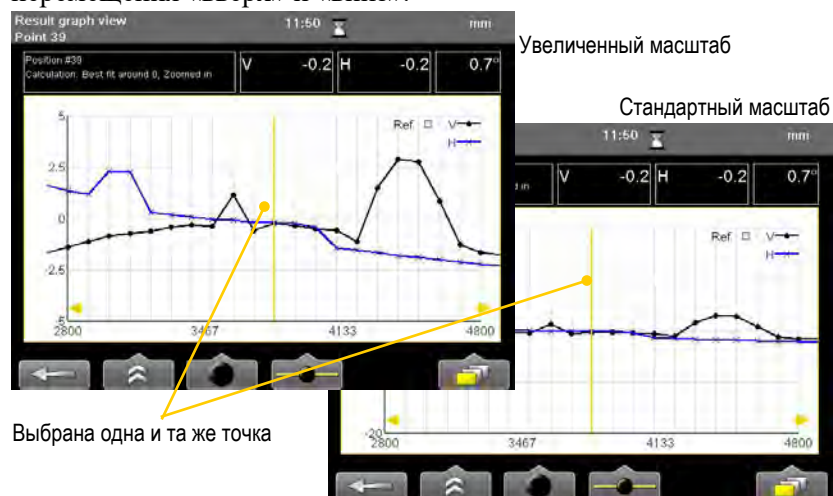 Result graph view 11:50 mm
Point 39
Position #39
Calculation: Best fit around 0, Zoomed in
V -0.2 H -0.2 0.7°
5
Ref V
H
2.5
0
-2.5
-5
2800 3467 4133 4800
Увеличенный масштаб
Стандартный масштаб
11:50 mm
d in
V -0.2 H -0.2 0.7°
Ref V
H
-20
2800 3467 4133 4800
Выбрана одна и та же точка